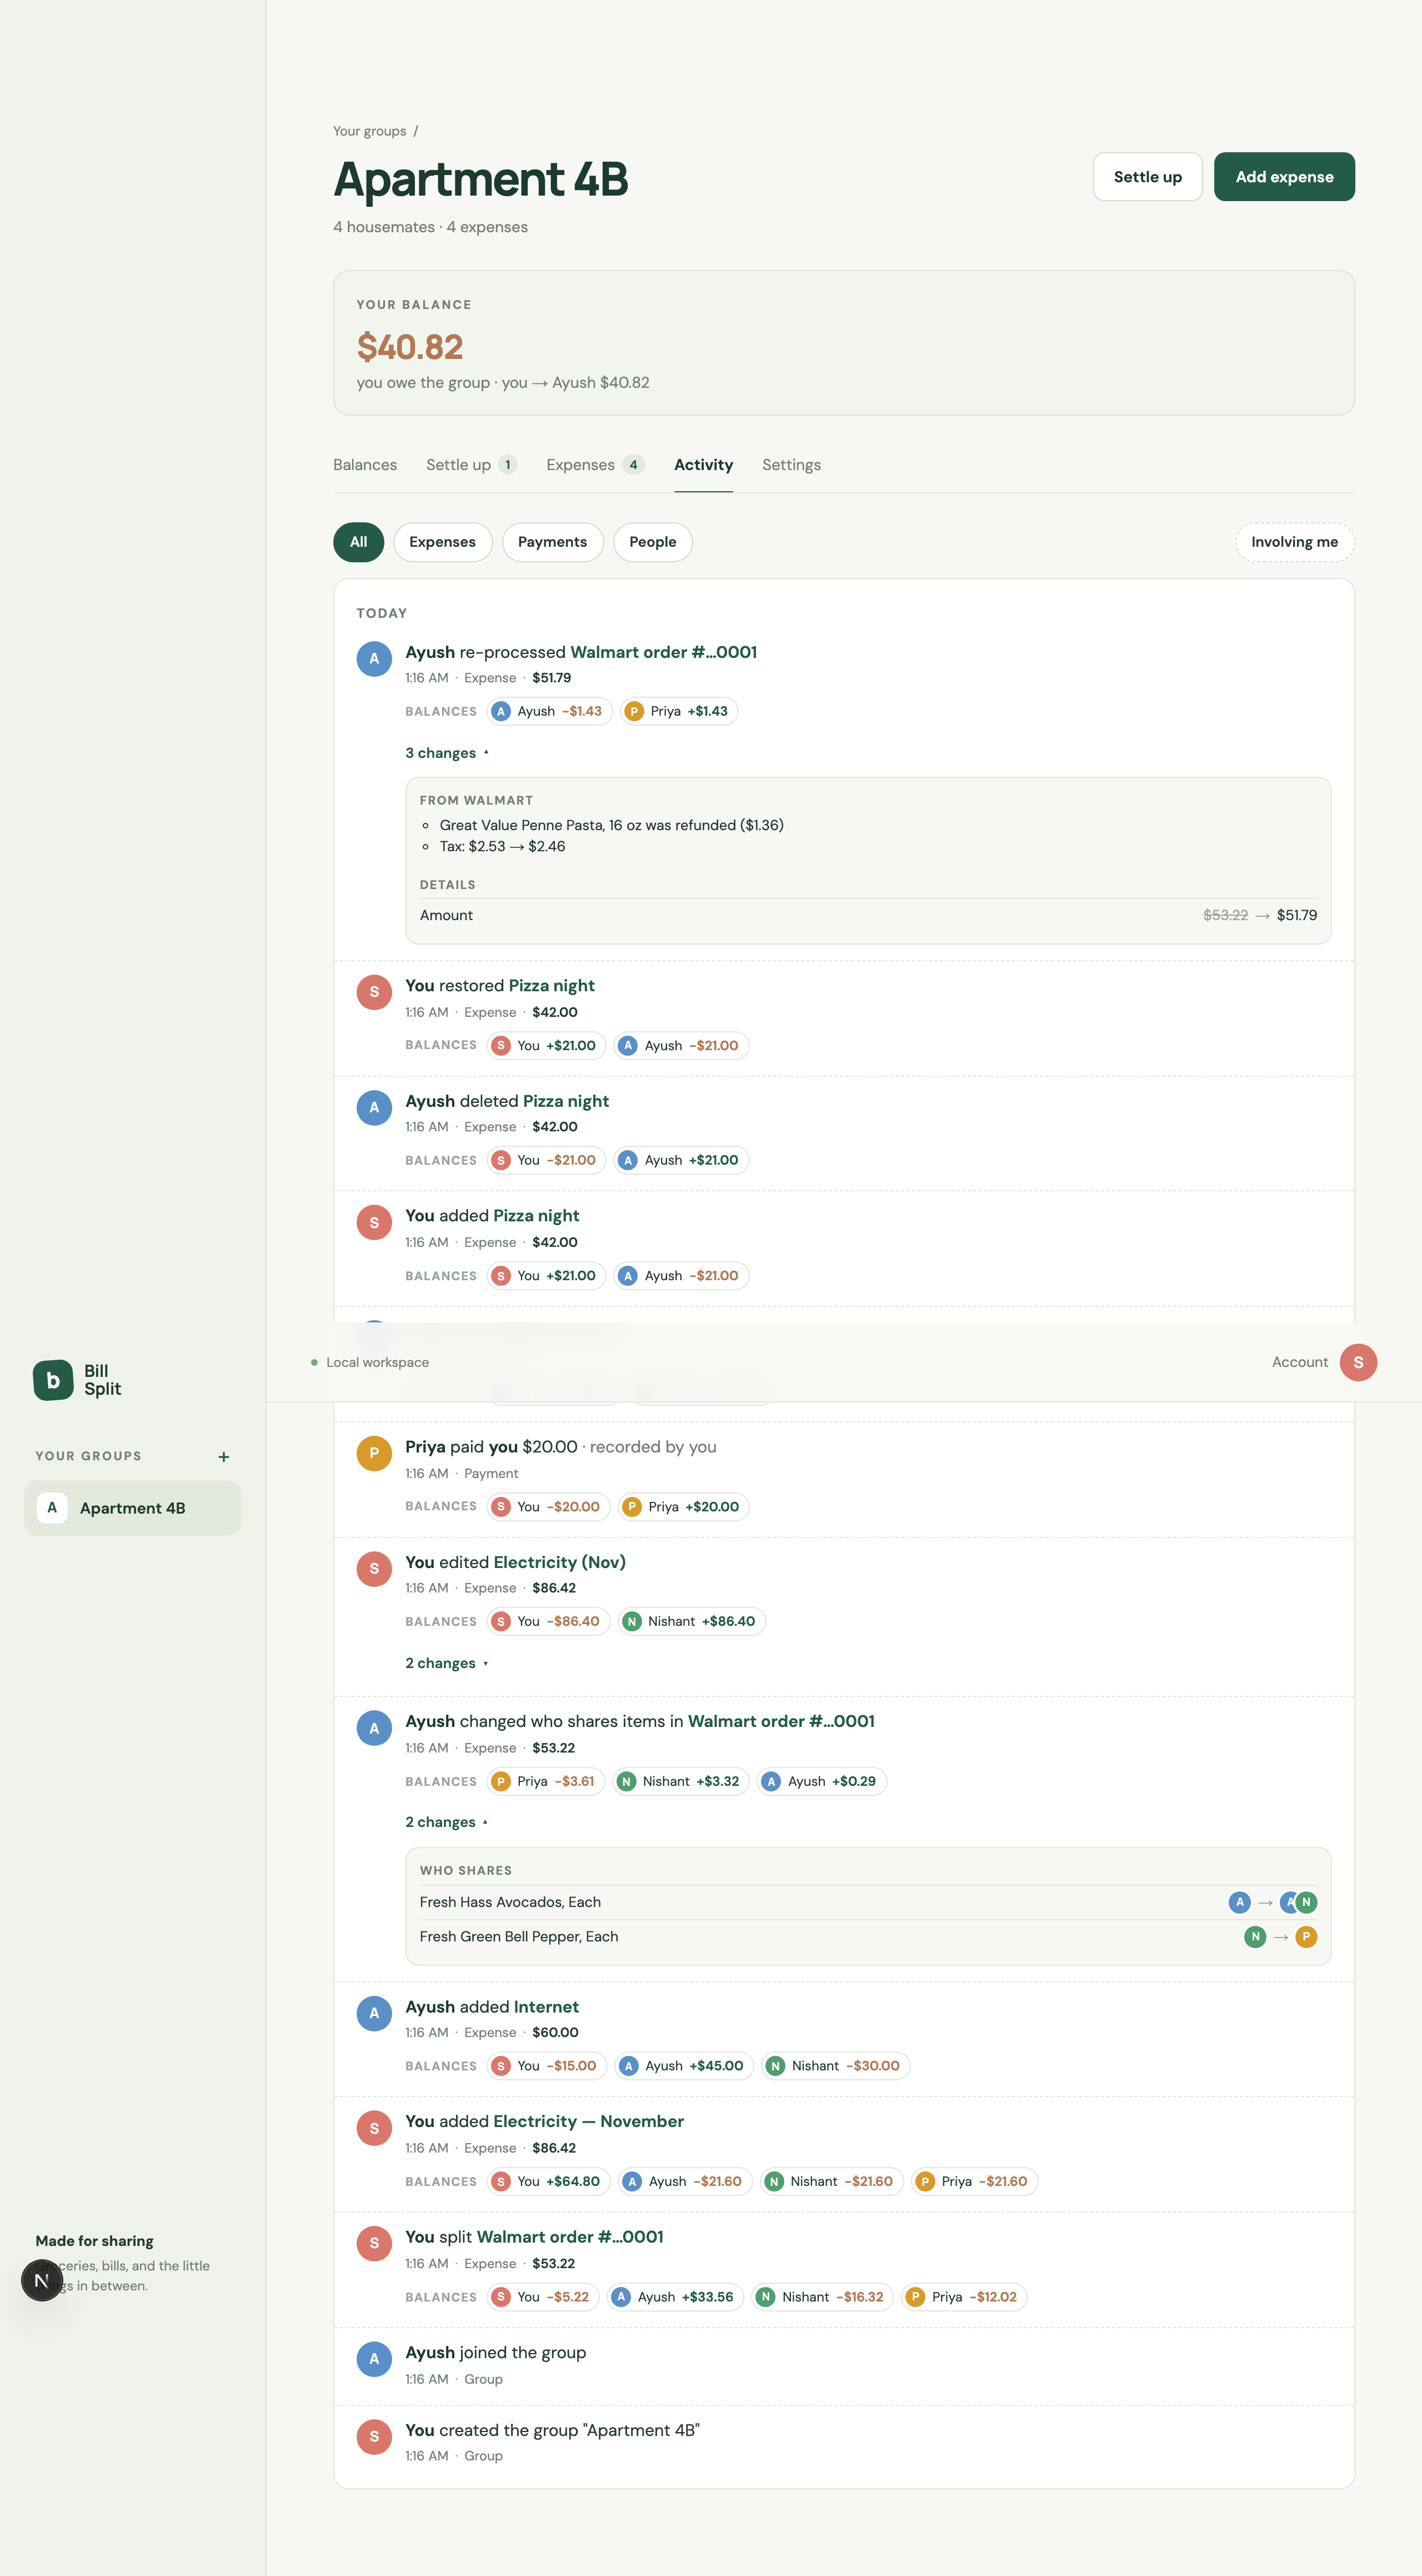 Your groups /
Apartment 4B
Settle up
Add expense
4 housemates · 4 expenses
YOUR BALANCE
$40.82
you owe the group · you → Ayush $40.82
Balances
Settle up 1
Expenses 4
Activity
Settings
All
Expenses
Payments
People
Involving me
TODAY
A
Ayush re-processed Walmart order #…0001
1:16 AM · Expense · $51.79
BALANCES A Ayush -$1.43 P Priya +$1.43
3 changes ▴
FROM WALMART
Great Value Penne Pasta, 16 oz was refunded ($1.36)
Tax: $2.53 → $2.46
DETAILS
Amount $53.22 → $51.79
S
You restored Pizza night
1:16 AM · Expense · $42.00
BALANCES S You +$21.00 A Ayush -$21.00
A
Ayush deleted Pizza night
1:16 AM · Expense · $42.00
BALANCES S You -$21.00 A Ayush +$21.00
S
You added Pizza night
1:16 AM · Expense · $42.00
BALANCES S You +$21.00 A Ayush -$21.00
b
Bill
Split
Local workspace
Account S
YOUR GROUPS +
A Apartment 4B
P
Priya paid you $20.00 · recorded by you
1:16 AM · Payment
BALANCES S You -$20.00 P Priya +$20.00
S
You edited Electricity (Nov)
1:16 AM · Expense · $86.42
BALANCES S You -$86.40 N Nishant +$86.40
2 changes ▾
A
Ayush changed who shares items in Walmart order #…0001
1:16 AM · Expense · $53.22
BALANCES P Priya -$3.61 N Nishant +$3.32 A Ayush +$0.29
2 changes ▴
WHO SHARES
Fresh Hass Avocados, Each A → A N
Fresh Green Bell Pepper, Each N → P
A
Ayush added Internet
1:16 AM · Expense · $60.00
BALANCES S You -$15.00 A Ayush +$45.00 N Nishant -$30.00
S
You added Electricity — November
1:16 AM · Expense · $86.42
BALANCES S You +$64.80 A Ayush -$21.60 N Nishant -$21.60 P Priya -$21.60
S
You split Walmart order #…0001
1:16 AM · Expense · $53.22
BALANCES S You -$5.22 A Ayush +$33.56 N Nishant -$16.32 P Priya -$12.02
Made for sharing
ceries, bills, and the little
gs in between.
N
A
Ayush joined the group
1:16 AM · Group
S
You created the group "Apartment 4B"
1:16 AM · Group